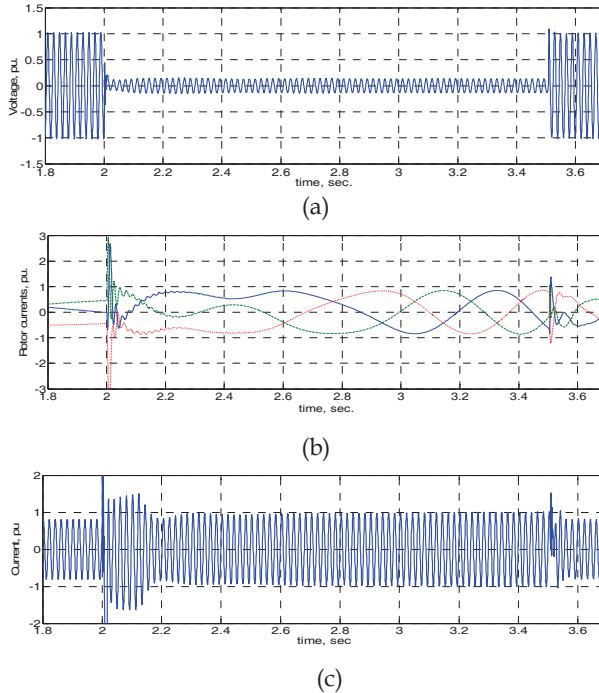 1.5
1
0.5
0
-0.5
-1
-1.5
Voltage, pu.
1.8 2 2.2 2.4 2.6 2.8 3 3.2 3.4 3.6
time, sec.
(a)
3
2
1
0
-1
-2
-3
Rotor currents, pu.
1.8 2 2.2 2.4 2.6 2.8 3 3.2 3.4 3.6
time, sec.
(b)
2
1
0
-1
-2
Current, pu
1.8 2 2.2 2.4 2.6 2.8 3 3.2 3.4 3.6
time, sec
(c)